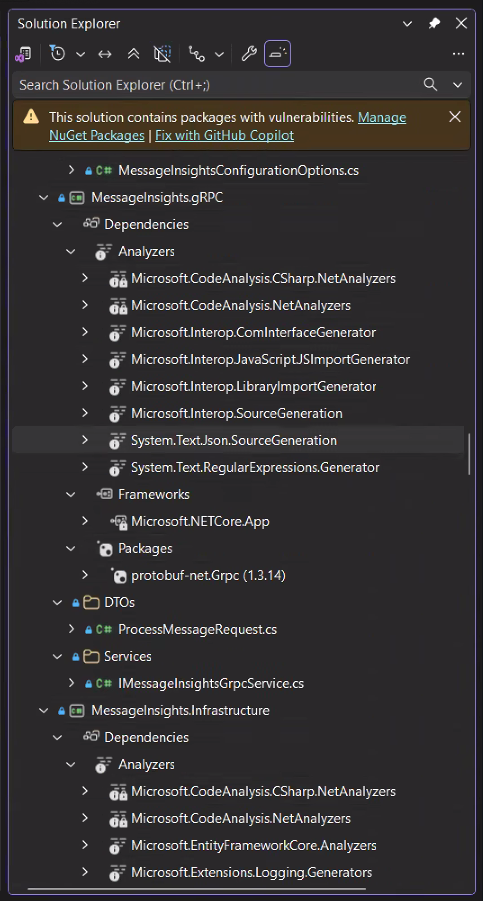 Solution Explorer
Search Solution Explorer (Ctrl+;)
This solution contains packages with vulnerabilities. Manage
NuGet Packages | Fix with GitHub Copilot
C# MessageInsightsConfigurationOptions.cs
MessageInsights.gRPC
Dependencies
Analyzers
Microsoft.CodeAnalysis.CSharp.NetAnalyzers
Microsoft.CodeAnalysis.NetAnalyzers
Microsoft.Interop.ComInterfaceGenerator
Microsoft.Interop.JavaScript.JSImportGenerator
Microsoft.Interop.LibraryImportGenerator
Microsoft.Interop.SourceGeneration
System.Text.Json.SourceGeneration
System.Text.RegularExpressions.Generator
Frameworks
Microsoft.NETCore.App
Packages
protobuf-net.Grpc (1.3.14)
DTOs
C# ProcessMessageRequest.cs
Services
C# IMessageInsightsGrpcService.cs
MessageInsights.Infrastructure
Dependencies
Analyzers
Microsoft.CodeAnalysis.CSharp.NetAnalyzers
Microsoft.CodeAnalysis.NetAnalyzers
Microsoft.EntityFrameworkCore.Analyzers
Microsoft.Extensions.Logging.Generators